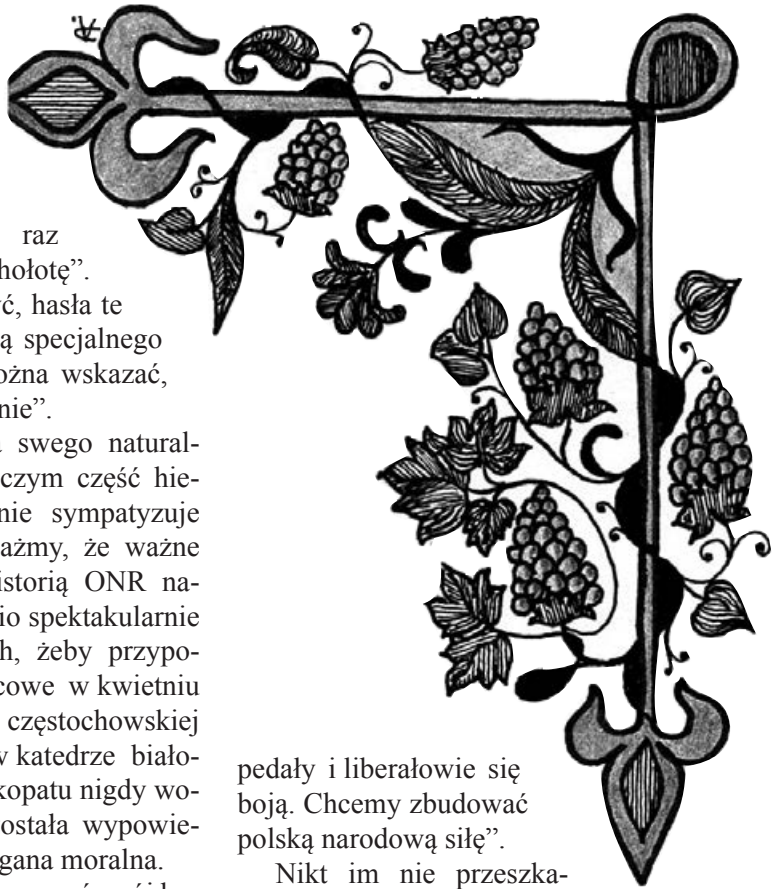 raz
hołotę”.
yć, hasła te
ą specjalnego
ożna wskazać,
nie”.
swego natural-
czym część hie-
nie sympatyzuje
ażmy, że ważne
istorią ONR na-
io spektakularnie
h, żeby przypo-
cowe w kwietniu
częstochowskiej
w katedrze biało-
kopatu nigdy wo-
ostała wypowie-
gana moralna.
pedały i liberałowie się
boją. Chcemy zbudować
polską narodową siłę”.
Nikt im nie przeszka-